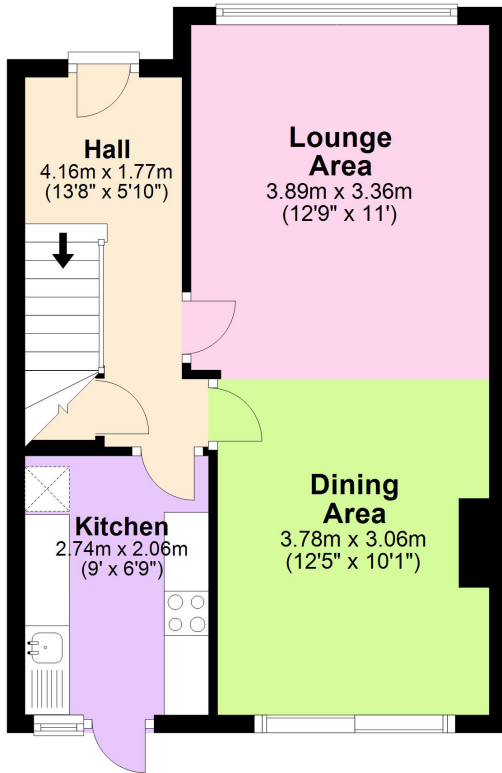 Hall
4.16m x 1.77m
(13'8" x 5'10")
Lounge
Area
3.89m x 3.36m
(12'9" x 11')
Kitchen
2.74m x 2.06m
(9' x 6'9")
Dining
Area
3.78m x 3.06m
(12'5" x 10'1")